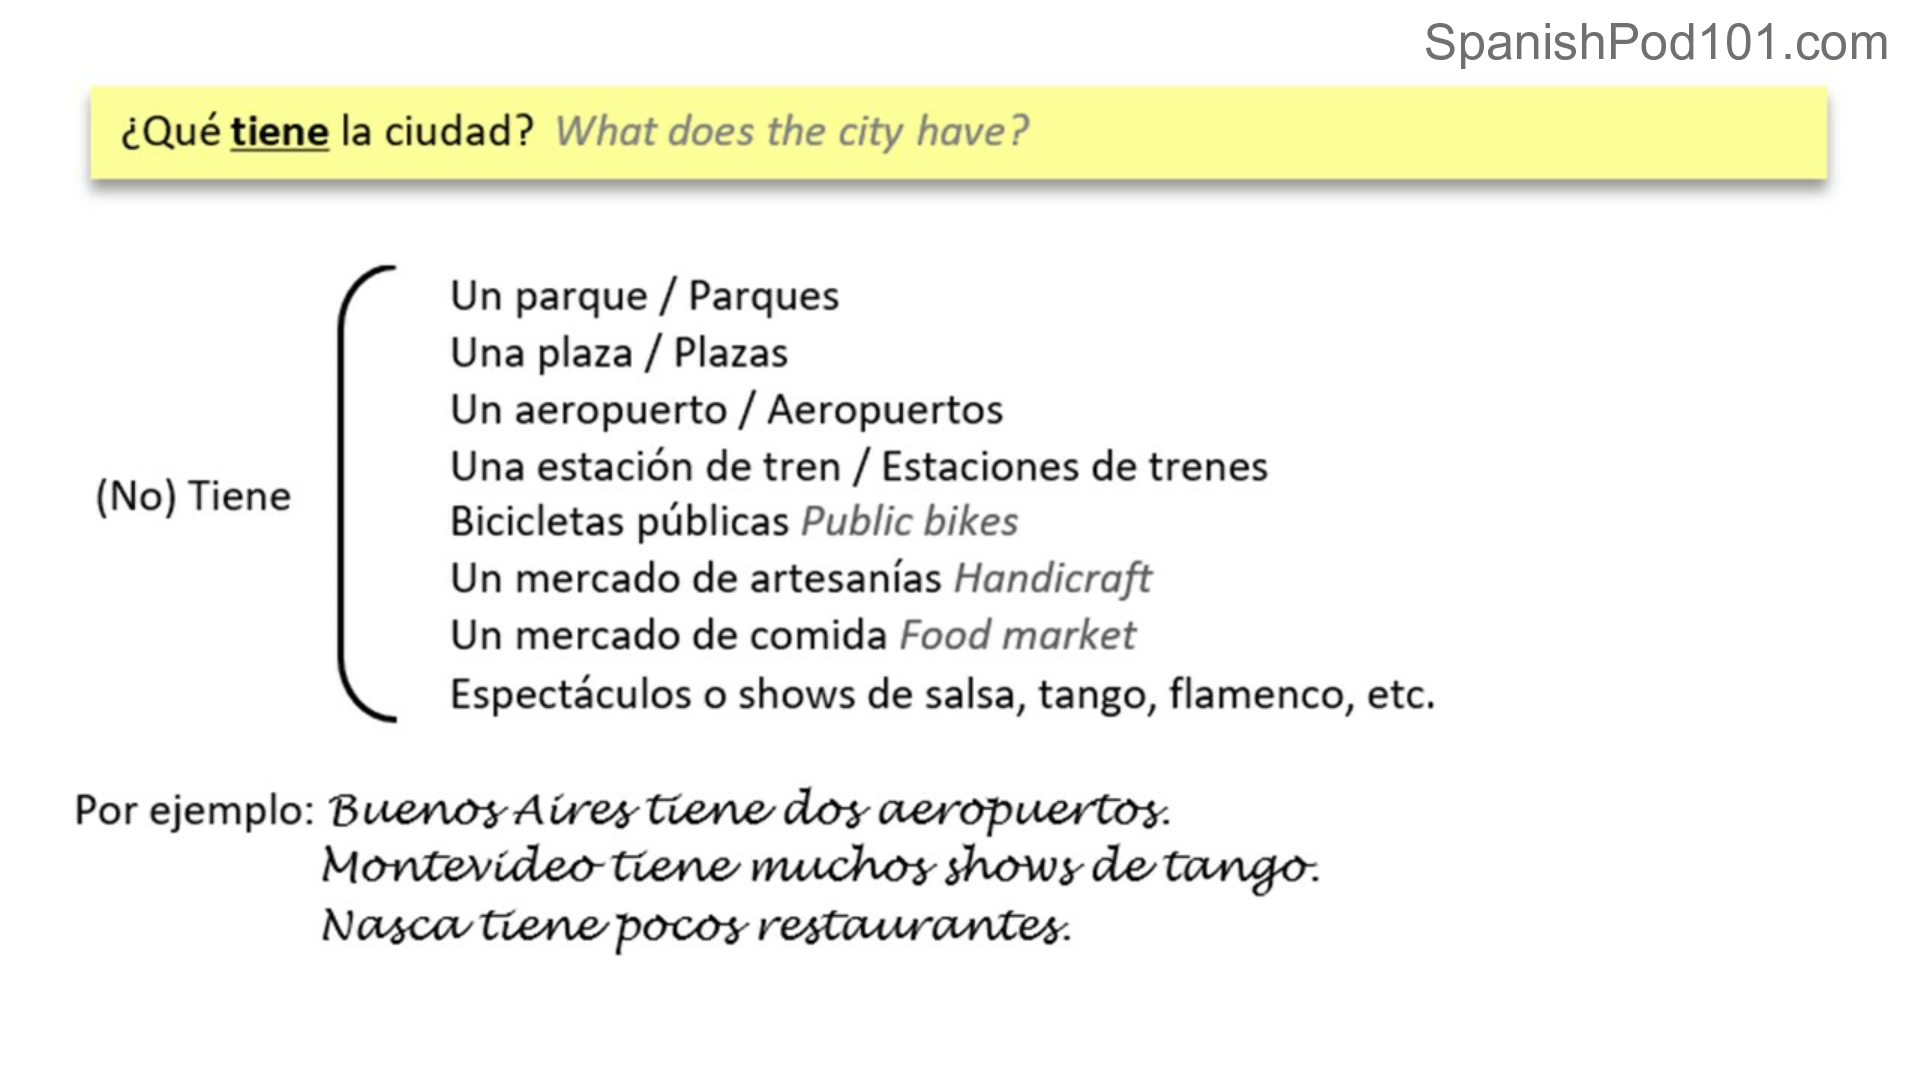 SpanishPod101.com
¿Qué tiene la ciudad? What does the city have?
Un parque / Parques
Una plaza / Plazas
Un aeropuerto / Aeropuertos
Una estación de tren / Estaciones de trenes
(No) Tiene
Bicicletas públicas Public bikes
Un mercado de artesanías Handicraft
Un mercado de comida Food market
Espectáculos o shows de salsa, tango, flamenco, etc.
Por ejemplo: Buenos Aires tiene dos aeropuertos.
Montevideo tiene muchos shows de tango.
Nasca tiene pocos restaurantes.